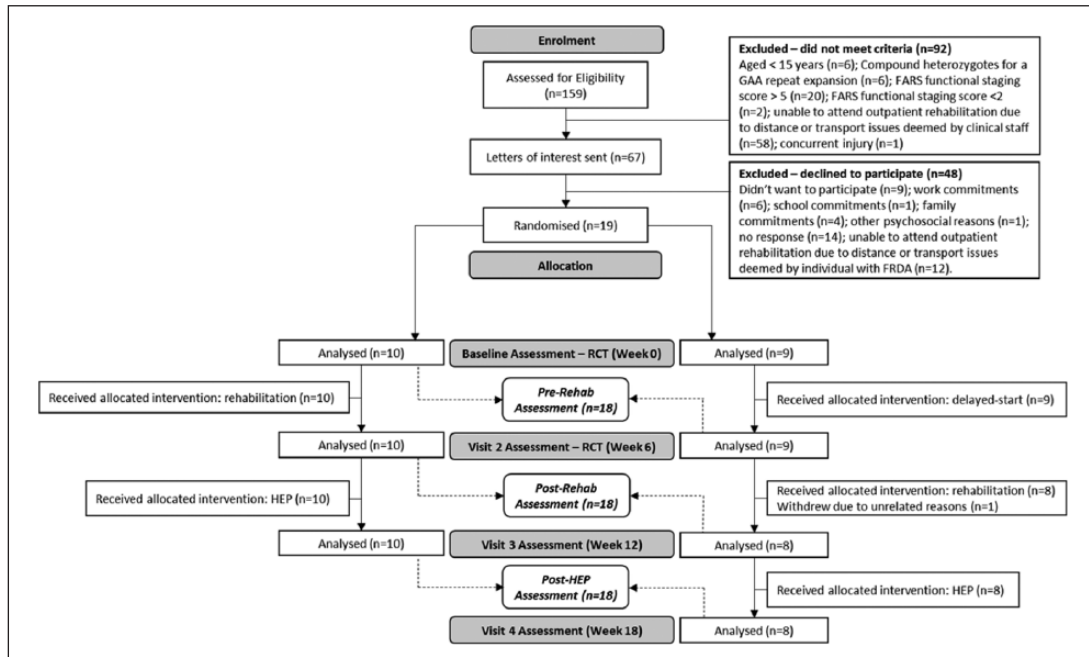 Enrolment
Assessed for Eligibility
(n=159)
Excluded – did not meet criteria (n=92)
Aged < 15 years (n=6); Compound heterozygotes for a
GAA repeat expansion (n=6); FARS functional staging
score > 5 (n=20); FARS functional staging score <2
(n=2); unable to attend outpatient rehabilitation due
to distance or transport issues deemed by clinical staff
(n=58); concurrent injury (n=1)
Letters of interest sent (n=67)
Excluded – declined to participate (n=48)
Didn't want to participate (n=9); work commitments
(n=6); school commitments (n=1); family
commitments (n=4); other psychosocial reasons (n=1);
no response (n=14); unable to attend outpatient
rehabilitation due to distance or transport issues
deemed by individual with FRDA (n=12).
Randomised (n=19)
Allocation
Analysed (n=10)
Baseline Assessment – RCT (Week 0)
Analysed (n=9)
Received allocated intervention: rehabilitation (n=10)
Pre-Rehab
Assessment (n=18)
Received allocated intervention: delayed-start (n=9)
Analysed (n=10)
Visit 2 Assessment – RCT (Week 6)
Analysed (n=9)
Received allocated intervention: HEP (n=10)
Post-Rehab
Assessment (n=18)
Received allocated intervention: rehabilitation (n=8)
Withdrew due to unrelated reasons (n=1)
Analysed (n=10)
Visit 3 Assessment (Week 12)
Analysed (n=8)
Post-HEP
Assessment (n=18)
Received allocated intervention: HEP (n=8)
Visit 4 Assessment (Week 18)
Analysed (n=8)